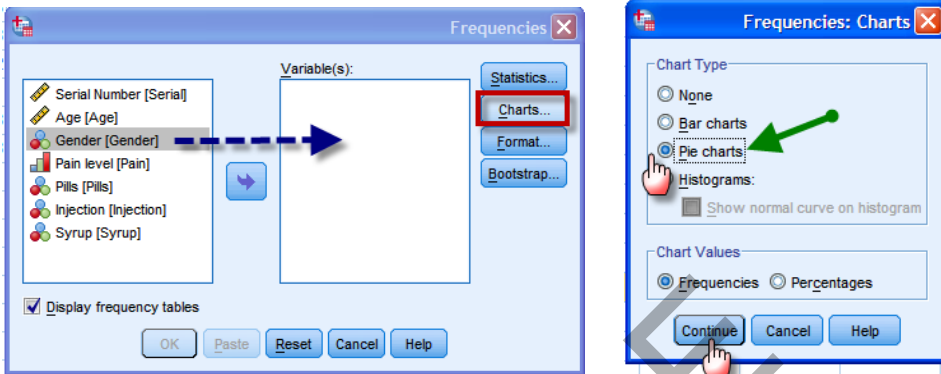 Frequencies
Variable(s):
Serial Number [Serial]
Age [Age]
Gender [Gender]
Pain level [Pain]
Pills [Pills]
Injection [Injection]
Syrup [Syrup]
Statistics...
Charts...
Format...
Bootstrap...
Display frequency tables
OK Paste Reset Cancel Help
Frequencies: Charts
Chart Type
None
Bar charts
Pie charts
Histograms:
Show normal curve on histogram
Chart Values
Frequencies Percentages
Continue Cancel Help